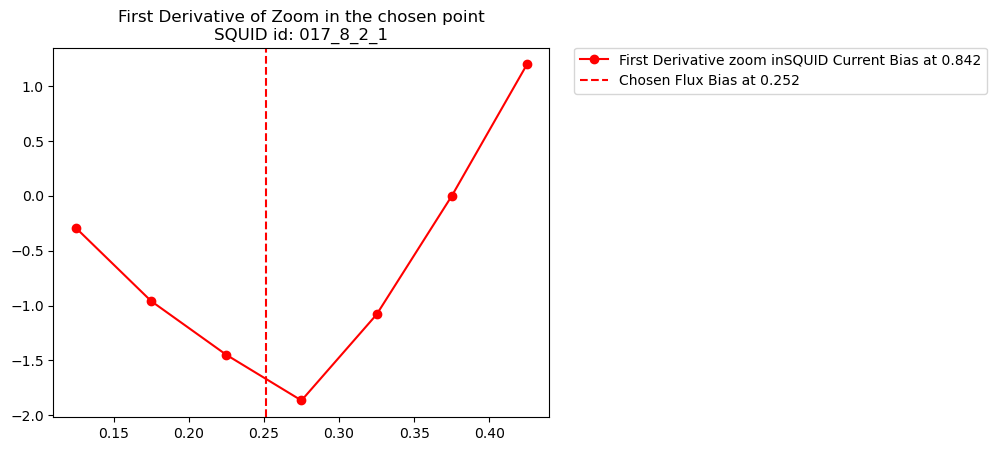 First Derivative of Zoom in the chosen point
SQUID id: 017_8_2_1
First Derivative zoom inSQUID Current Bias at 0.842
Chosen Flux Bias at 0.252
1.0
0.5
0.0
−0.5
−1.0
−1.5
−2.0
0.15 0.20 0.25 0.30 0.35 0.40